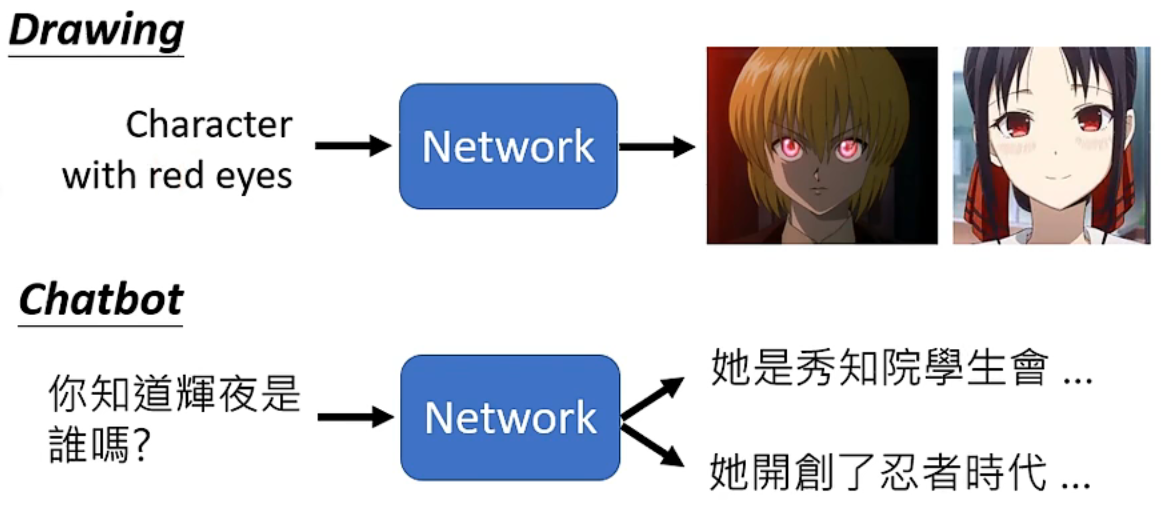 Drawing
Character
with red eyes
Network
Chatbot
你知道輝夜是
誰嗎?
Network
她是秀知院學生會 ...
她開創了忍者時代 ...